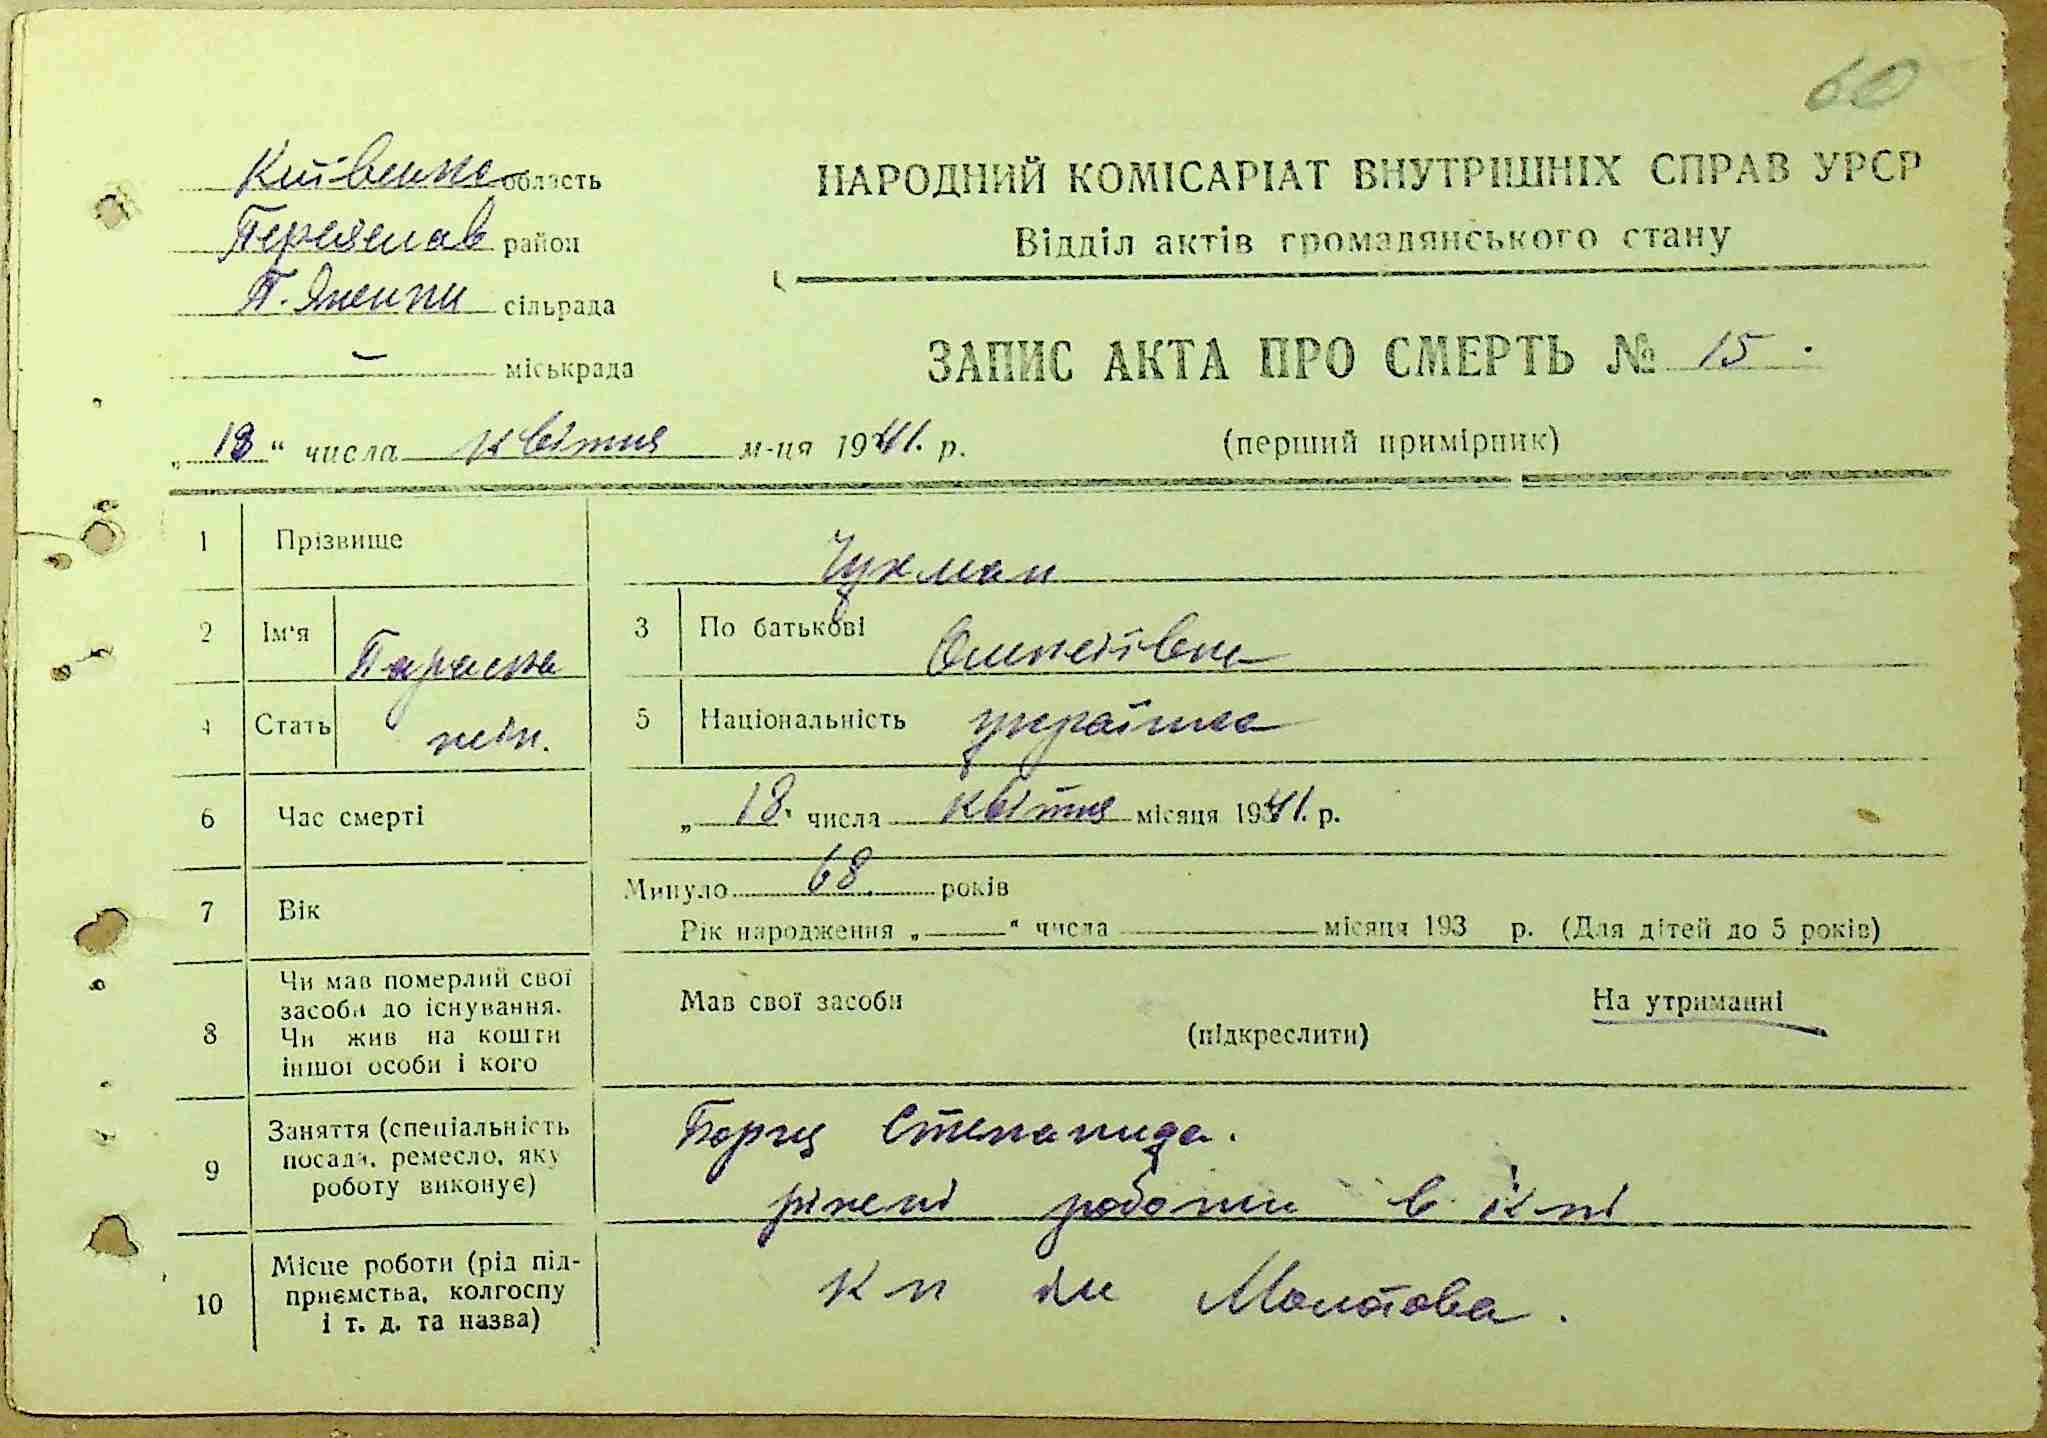 60
Київська область
НАРОДНИЙ КОМІСАРІАТ ВНУТРІШНІХ СПРАВ УРСР
Переяслав район
Відділ актів громадянського стану
сільрада
ЗАПИС АКТА ПРО СМЕРТЬ № 15.
— міськрада
„18“ числа квітня м-ця 1941. р.
(перший примірник)
1 Прізвище Чухман
2 Ім'я Параска 3 По батькові Олексіївна
4 Стать жін. 5 Національність українка
6 Час смерті „18. числа квітня місяця 1941. р.
7 Вік Минуло 68. років
Рік народження „—“ числа — місяця 193 р. (Для дітей до 5 років)
8 Чи мав померлий свої
засоби до існування.
Чи жив на кошти
іншої особи і кого
Мав свої засоби
На утриманні
(підкреслити)
9 Заняття (спеціальність
посада, ремесло, яку
роботу виконує)
Степанида.
ріжні роботи в
10 Місце роботи (рід під-
приємства, колгоспу
і т. д. та назва)
ім Молотова.